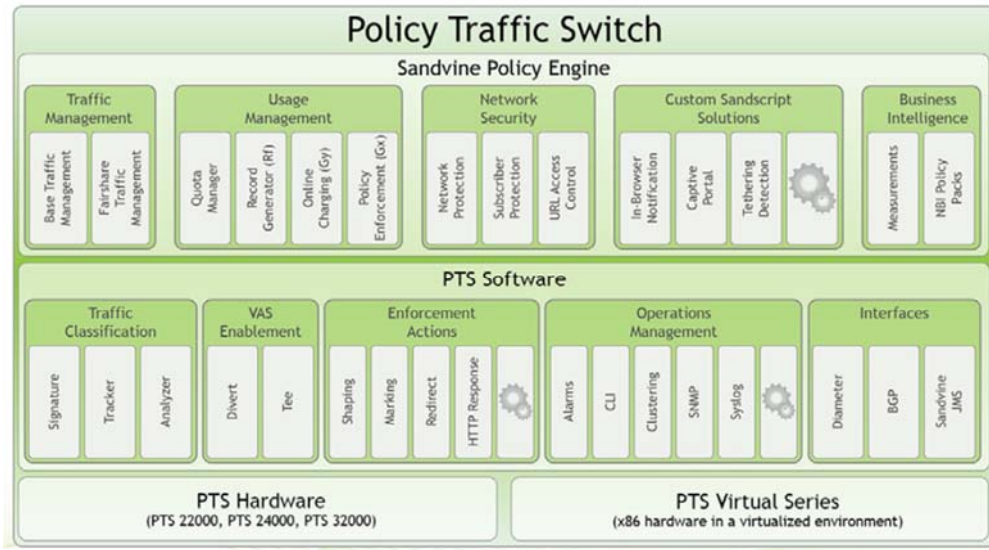 Policy Traffic Switch
Sandvine Policy Engine
Traffic
Management
Base Traffic
Management
Fairshare
Traffic
Management
Usage
Management
Quota
Manager
Record
Generator (Rf)
Online
Charging (Gy)
Policy
Enforcement (Gx)
Network
Security
Network
Protection
Subscriber
Protection
URL Access
Control
Custom Sandscript
Solutions
In-Browser
Notification
Captive
Portal
Tethering
Detection
Business
Intelligence
Measurements
NBI Policy
Packs
PTS Software
Traffic
Classification
Signature
Tracker
Analyzer
VAS
Enablement
Divert
Tee
Enforcement
Actions
Shaping
Marking
Redirect
HTTP Response
Operations
Management
Alarms
CLI
Clustering
SNMP
Syslog
Interfaces
Diameter
BGP
Sandvine
JMS
PTS Hardware
(PTS 22000, PTS 24000, PTS 32000)
PTS Virtual Series
(x86 hardware in a virtualized environment)